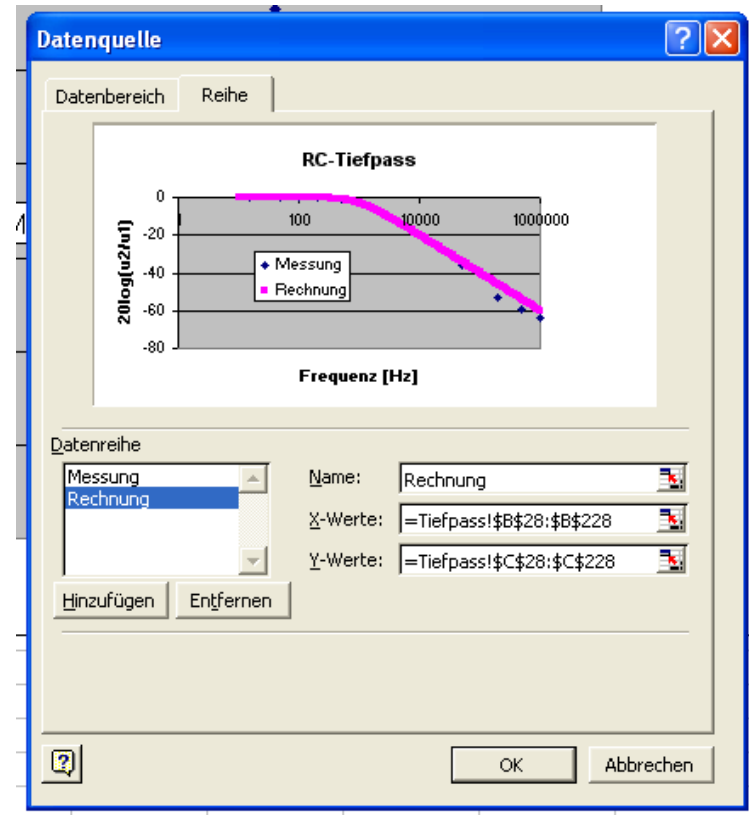 Datenquelle
Datenbereich Reihe
RC-Tiefpass
0
-20
-40
-60
-80
1 100 10000 1000000
20log(u2/u1)
Messung
Rechnung
Frequenz [Hz]
Datenreihe
Messung
Rechnung
Name: Rechnung
X-Werte: =Tiefpass!$B$28:$B$228
Y-Werte: =Tiefpass!$C$28:$C$228
Hinzufügen Entfernen
OK Abbrechen